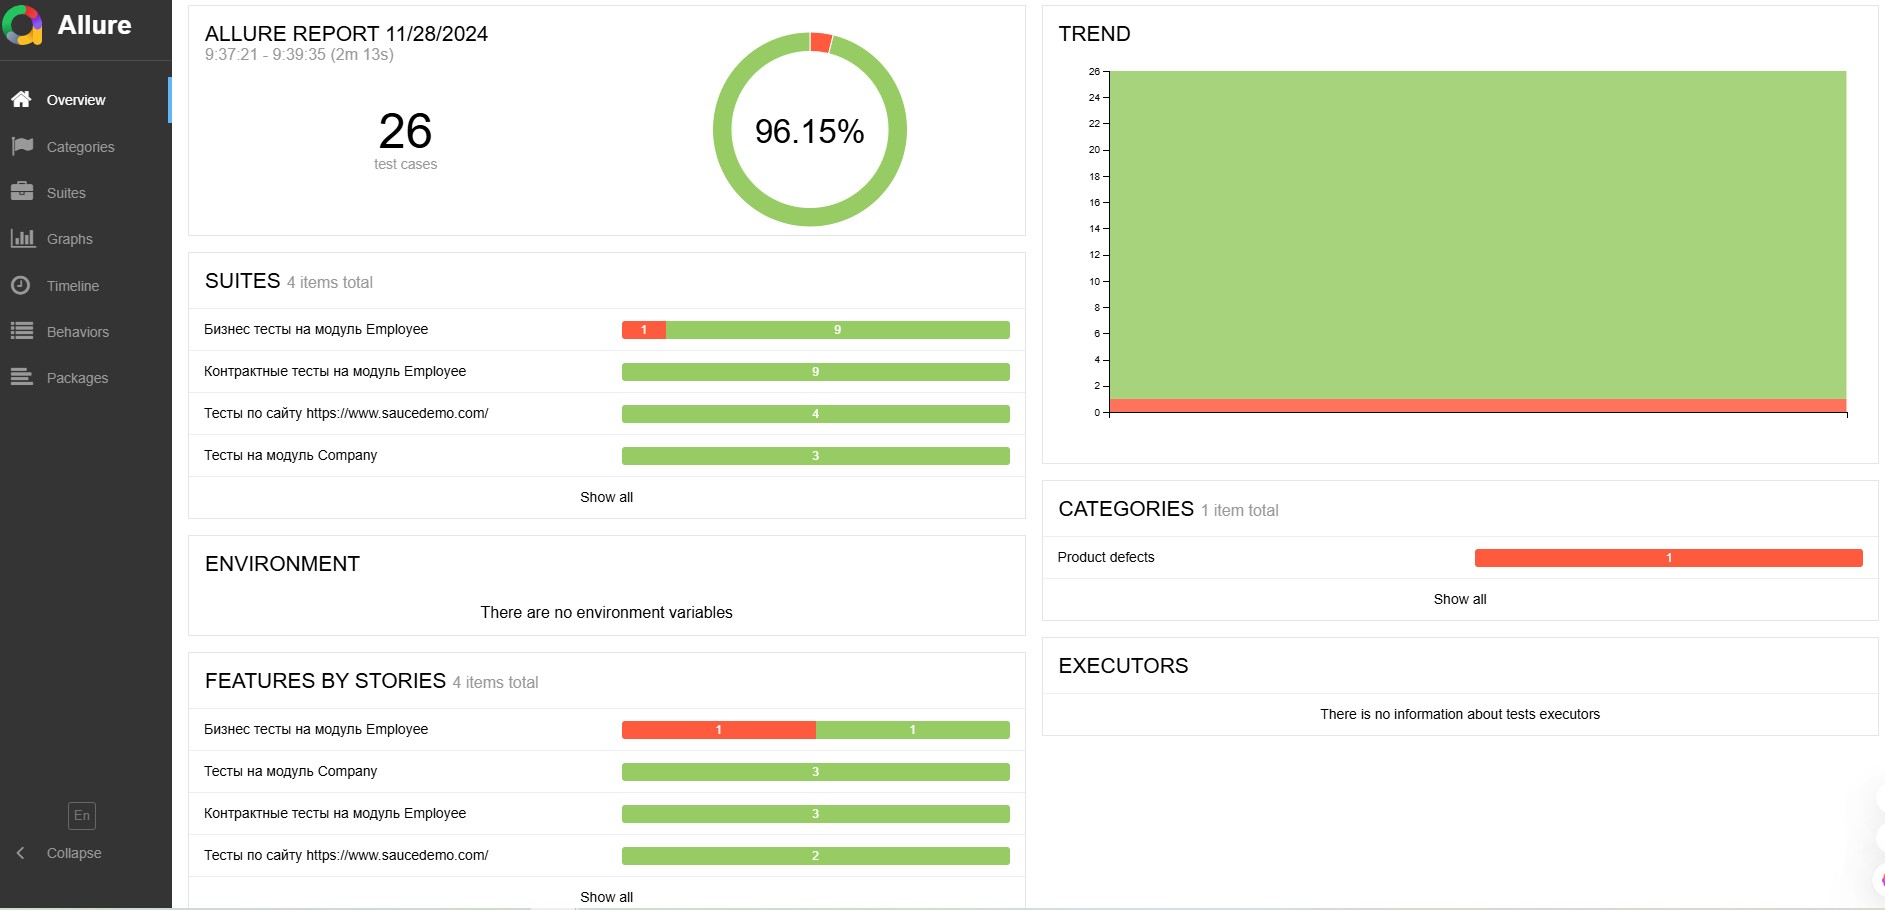 Allure
Overview
Categories
Suites
Graphs
Timeline
Behaviors
Packages
En
Collapse
ALLURE REPORT 11/28/2024
9:37:21 - 9:39:35 (2m 13s)
26
test cases
96.15%
SUITES 4 items total
Бизнес тесты на модуль Employee 1 9
Контрактные тесты на модуль Employee 9
Тесты по сайту https://www.saucedemo.com/ 4
Тесты на модуль Company 3
Show all
ENVIRONMENT
There are no environment variables
FEATURES BY STORIES 4 items total
Бизнес тесты на модуль Employee 1 1
Тесты на модуль Company 3
Контрактные тесты на модуль Employee 3
Тесты по сайту https://www.saucedemo.com/ 2
Show all
TREND
26
24
22
20
18
16
14
12
10
8
6
4
2
0
CATEGORIES 1 item total
Product defects 1
Show all
EXECUTORS
There is no information about tests executors